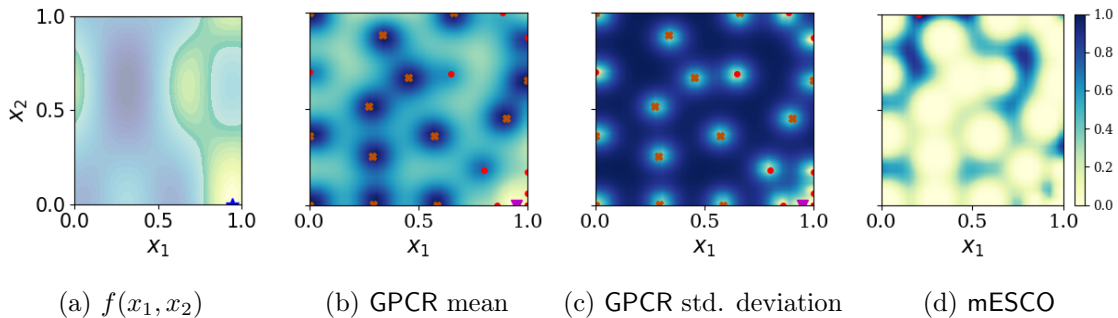 1.0
0.5
0.0
x₂
0.0 0.5 1.0
x₁
0.0 0.5 1.0
x₁
0.0 0.5 1.0
x₁
0.0 0.5 1.0
x₁
1.0
0.8
0.6
0.4
0.2
0.0
(a) f(x₁, x₂)
(b) GPCR mean
(c) GPCR std. deviation
(d) mESCO